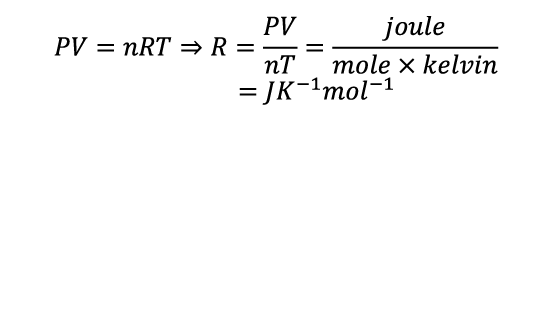 PV = nRT ⇒ R = PV/nT = joule/mole × kelvin
= JK⁻¹mol⁻¹